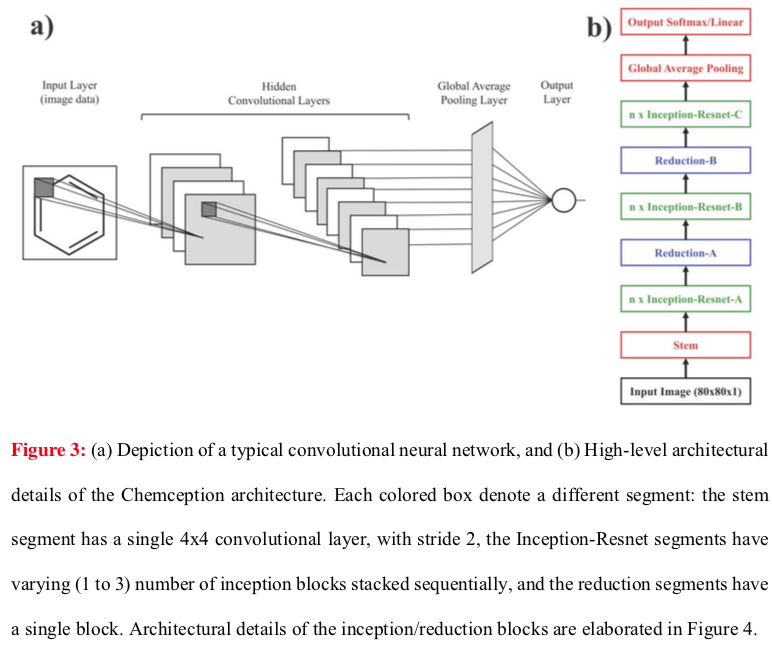 a)
Input Layer
(image data)
Hidden
Convolutional Layers
Global Average
Pooling Layer
Output
Layer
b)
Output Softmax/Linear
Global Average Pooling
n x Inception-Resnet-C
Reduction-B
n x Inception-Resnet-B
Reduction-A
n x Inception-Resnet-A
Stem
Input Image (80x80x1)
Figure 3: (a) Depiction of a typical convolutional neural network, and (b) High-level architectural
details of the Chemception architecture. Each colored box denote a different segment: the stem
segment has a single 4x4 convolutional layer, with stride 2, the Inception-Resnet segments have
varying (1 to 3) number of inception blocks stacked sequentially, and the reduction segments have
a single block. Architectural details of the inception/reduction blocks are elaborated in Figure 4.